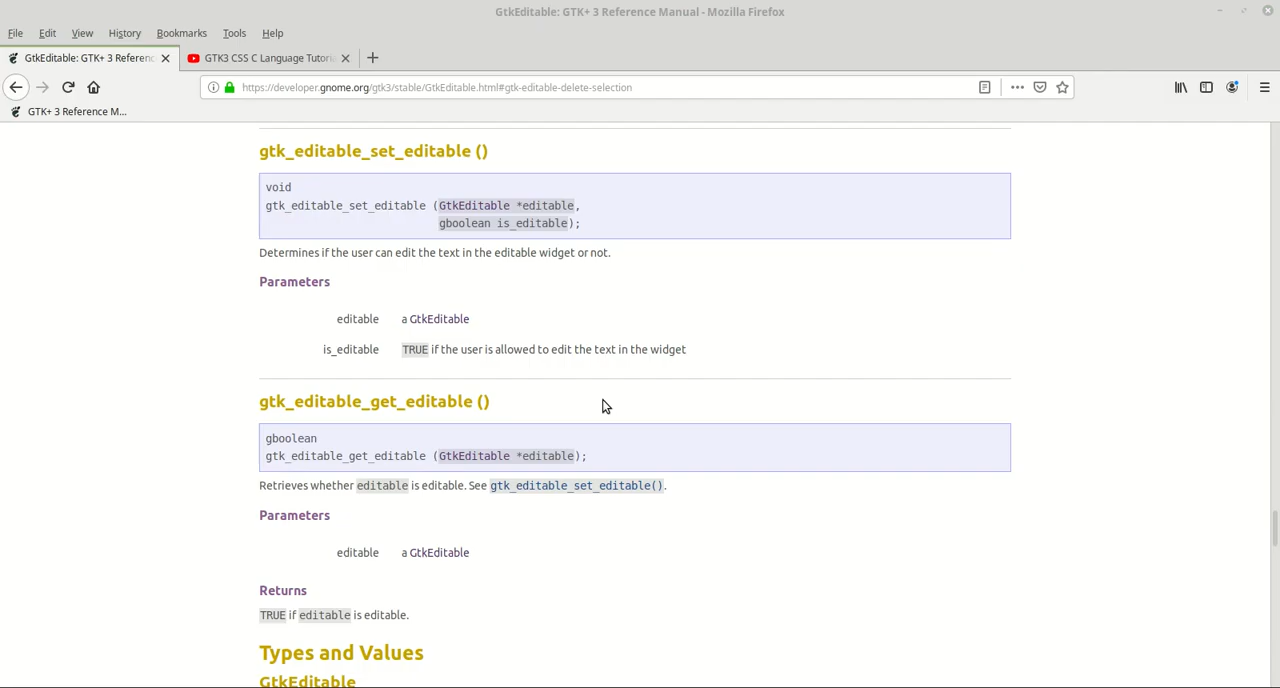 GtkEditable: GTK+ 3 Reference Manual - Mozilla Firefox
File Edit View History Bookmarks Tools Help
GtkEditable: GTK+ 3 Referenc GTK3 CSS C Language Tutori
https://developer.gnome.org/gtk3/stable/GtkEditable.html#gtk-editable-delete-selection
GTK+ 3 Reference M...
gtk_editable_set_editable ()
void
gtk_editable_set_editable (GtkEditable *editable,
gboolean is_editable);
Determines if the user can edit the text in the editable widget or not.
Parameters
editable a GtkEditable
is_editable TRUE if the user is allowed to edit the text in the widget
gtk_editable_get_editable ()
gboolean
gtk_editable_get_editable (GtkEditable *editable);
Retrieves whether editable is editable. See gtk_editable_set_editable().
Parameters
editable a GtkEditable
Returns
TRUE if editable is editable.
Types and Values
GtkEditable